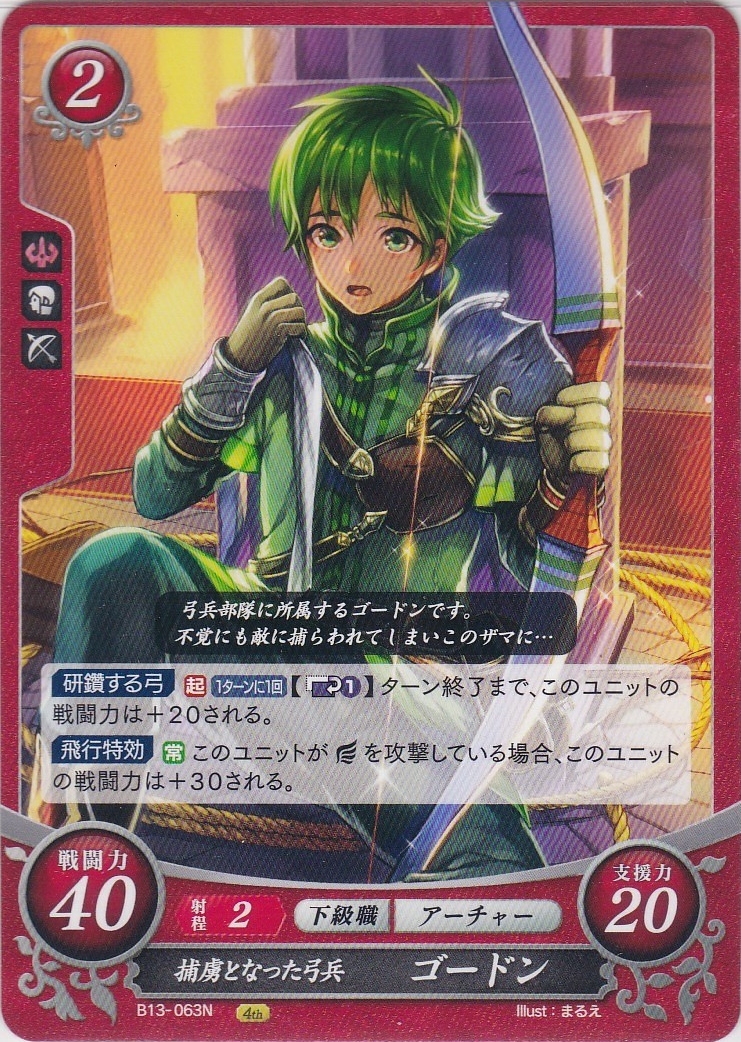 2
弓兵部隊に所属するゴードンです。
不覚にも敵に捕らわれてしまいこのザマに…
研鑽する弓 起 1ターンに1回【1】ターン終了まで、このユニットの
戦闘力は＋20される。
飛行特効 常 このユニットが を攻撃している場合、このユニット
の戦闘力は＋30される。
戦闘力
40
射程 2 下級職 アーチャー
支援力
20
捕虜となった弓兵 ゴードン
B13-063N 4th Illust：まるえ